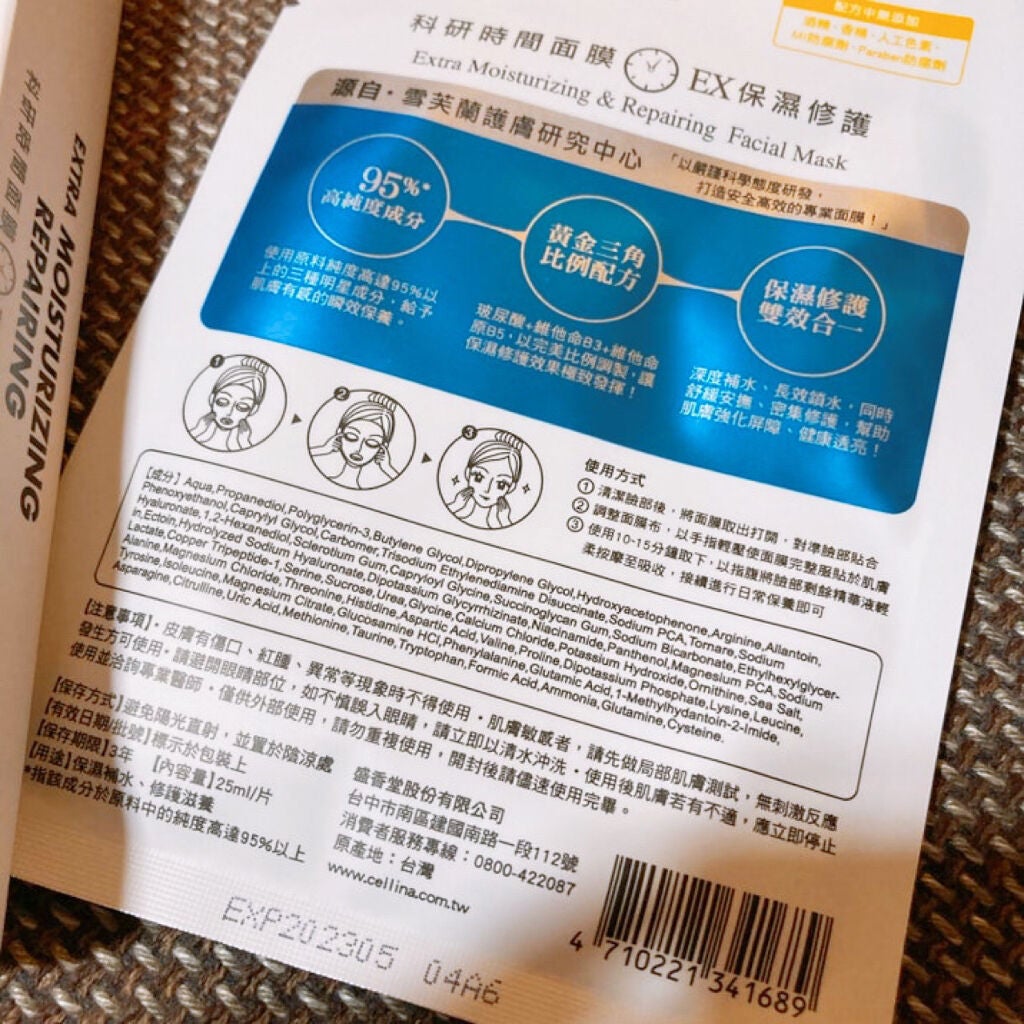 配方中無添加
酒精、香精、人工色素、
MI防腐劑、Paraben防腐劑
科研時間面膜 EX保濕修護
Extra Moisturizing & Repairing Facial Mask
源自・雪芙蘭護膚研究中心
「以嚴謹科學態度研發，
打造安全高效的專業面膜！」
95%*
高純度成分
使用原料純度高達95%以
上的三種明星成分，給予
肌膚有感的瞬效保養。
黃金三角
比例配方
玻尿酸+維他命B3+維他命
原B5，以完美比例調製，讓
保濕修護效果極致發揮！
保濕修護
雙效合一
深度補水、長效鎖水，同時
舒緩安撫、密集修護，幫助
肌膚強化屏障、健康透亮！
1
2
3
使用方式
① 清潔臉部後，將面膜取出打開，對準臉部貼合
② 調整面膜布，以手指輕壓使面膜完整服貼於肌膚
③ 使用10-15分鐘取下，以指腹將臉部剩餘精華液輕
柔按摩至吸收，接續進行日常保養即可
【成分】Aqua,Propanediol,Polyglycerin-3,Butylene Glycol,Dipropylene Glycol,Hydroxyacetophenone,Arginine,Allantoin,
Phenoxyethanol,Caprylyl Glycol,Carbomer,Trisodium Ethylenediamine Disuccinate,Sodium PCA,Tornare,Sodium
Hyaluronate,1,2-Hexanediol,Sclerotium Gum,Capryloyl Glycine,Succinoglycan Gum,Sodium Bicarbonate,Ethylhexylglycer-
in,Ectoin,Hydrolyzed Sodium Hyaluronate,Dipotassium Glycyrrhizinate,Niacinamide,Panthenol,Magnesium PCA,Sodium
Lactate,Copper Tripeptide-1,Serine,Sucrose,Urea,Glycine,Calcium Chloride,Potassium Hydroxide,Ornithine,Sea Salt,
Alanine,Magnesium Chloride,Threonine,Histidine,Aspartic Acid,Valine,Proline,Dipotassium Phosphate,Lysine,Leucine,
Tyrosine,Isoleucine,Magnesium Citrate,Glucosamine HCl,Phenylalanine,Glutamic Acid,1-Methylhydantoin-2-Imide,
Asparagine,Citrulline,Uric Acid,Methionine,Taurine,Tryptophan,Formic Acid,Ammonia,Glutamine,Cysteine.
【注意事項】・皮膚有傷口、紅腫、異常等現象時不得使用・肌膚敏感者，請先做局部肌膚測試，無刺激反應
發生方可使用・請避開眼睛部位，如不慎誤入眼睛，請立即以清水沖洗・使用後肌膚若有不適，應立即停止
使用並洽詢專業醫師・僅供外部使用，請勿重複使用，開封後請儘速使用完畢。
【保存方式】避免陽光直射，並置於陰涼處
【有效日期/批號】標示於包裝上
【保存期限】3年 【內容量】25ml/片
【用途】保濕補水、修護滋養
*指該成分於原料中的純度高達95%以上
盛香堂股份有限公司
台中市南區建國南路一段112號
消費者服務專線：0800-422087
原產地：台灣
www.cellina.com.tw
EXP202305 04A6
4 710221 341689
科研時間面膜
EXTRA MOISTURIZING
REPAIRING